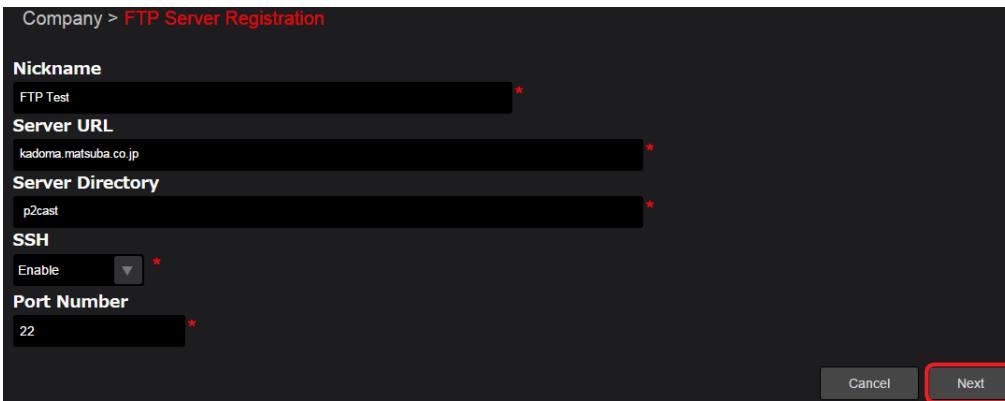 Company > FTP Server Registration
Nickname
FTP Test
*
Server URL
kadoma.matsuba.co.jp
*
Server Directory
p2cast
*
SSH
Enable
*
Port Number
22
*
Cancel
Next